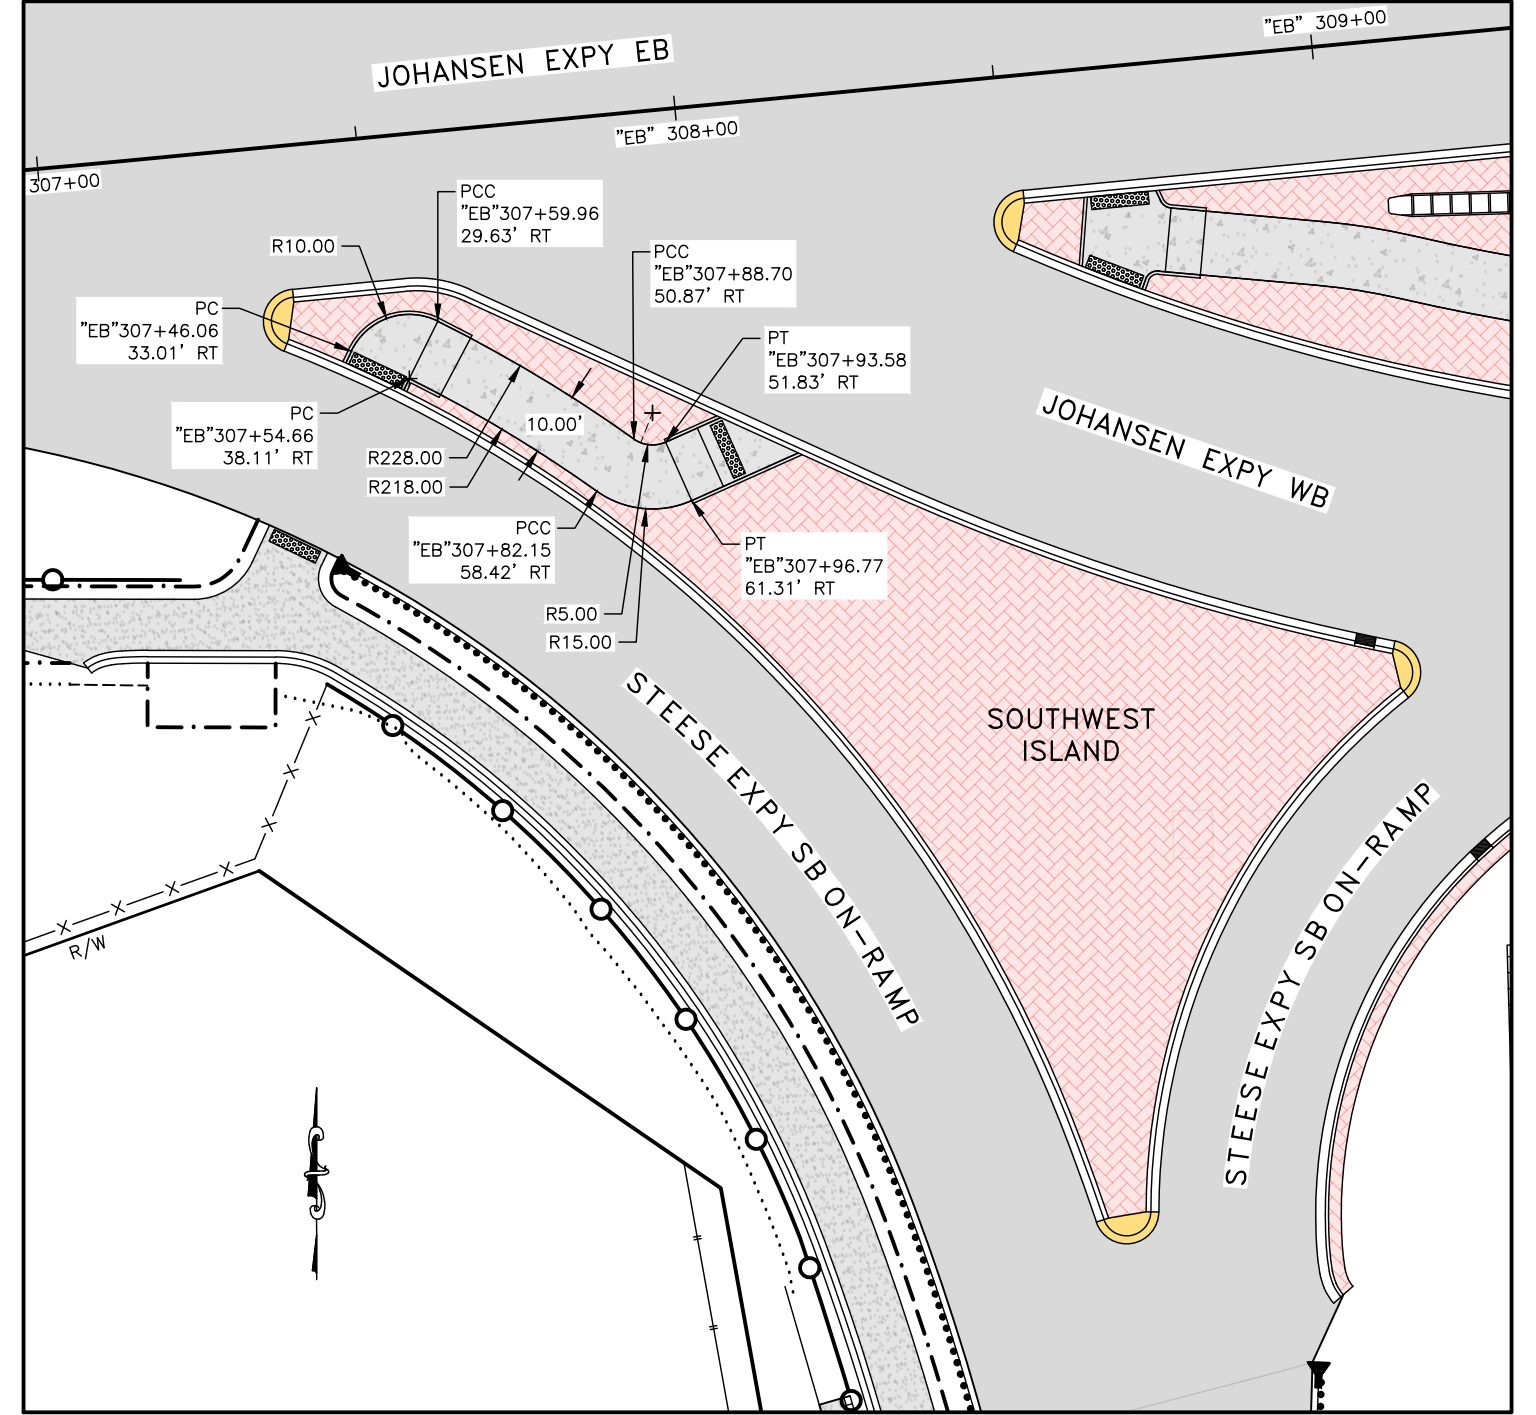 "EB" 309+00
JOHANSEN EXPY EB
"EB" 308+00
307+00
PCC
"EB"307+59.96
29.63' RT
R10.00
PCC
"EB"307+88.70
50.87' RT
PC
"EB"307+46.06
33.01' RT
PT
"EB"307+93.58
51.83' RT
PC
"EB"307+54.66
38.11' RT
10.00'
R228.00
R218.00
JOHANSEN EXPY WB
PCC
"EB"307+82.15
58.42' RT
PT
"EB"307+96.77
61.31' RT
R5.00
R15.00
STEESE EXPY SB ON-RAMP
SOUTHWEST
ISLAND
STEESE EXPY SB ON-RAMP
R/W